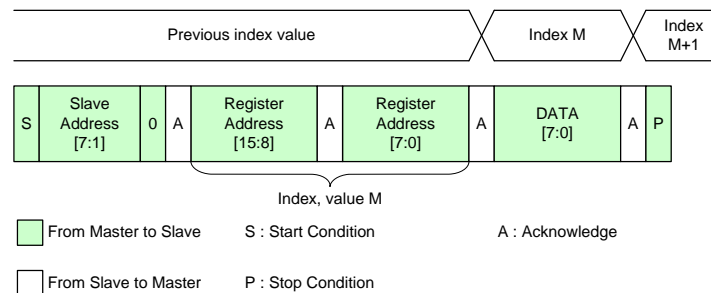 Previous index value
Index M
Index
M+1
S
Slave
Address
[7:1]
0
A
Register
Address
[15:8]
A
Register
Address
[7:0]
A
DATA
[7:0]
A
P
Index, value M
From Master to Slave
S : Start Condition
A : Acknowledge
From Slave to Master
P : Stop Condition